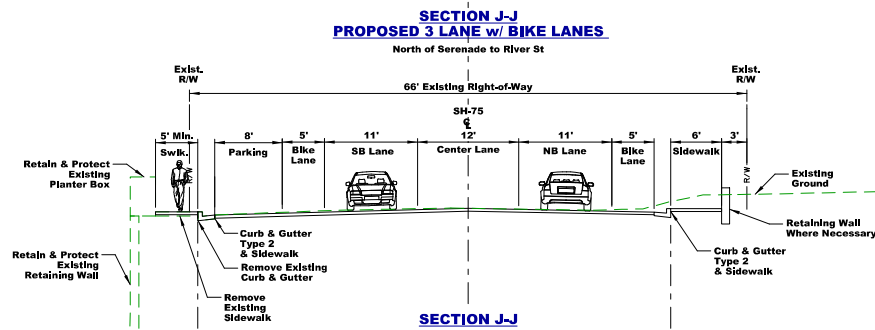 SECTION J-J
PROPOSED 3 LANE w/ BIKE LANES
North of Serenade to River St
Exist.
R/W
Exist.
R/W
66' Existing Right-of-Way
SH-75
CL
5' Min.
8'
5'
11'
12'
11'
5'
6'
3'
Swlk.
Parking
Bike
Lane
SB Lane
Center Lane
NB Lane
Bike
Lane
Sidewalk
R/W
R/W
Retain & Protect
Existing
Planter Box
Existing
Ground
Curb & Gutter
Type 2
& Sidewalk
Retaining Wall
Where Necessary
Retain & Protect
Existing
Retaining Wall
Remove Existing
Curb & Gutter
Curb & Gutter
Type 2
& Sidewalk
Remove
Existing
Sidewalk
SECTION J-J